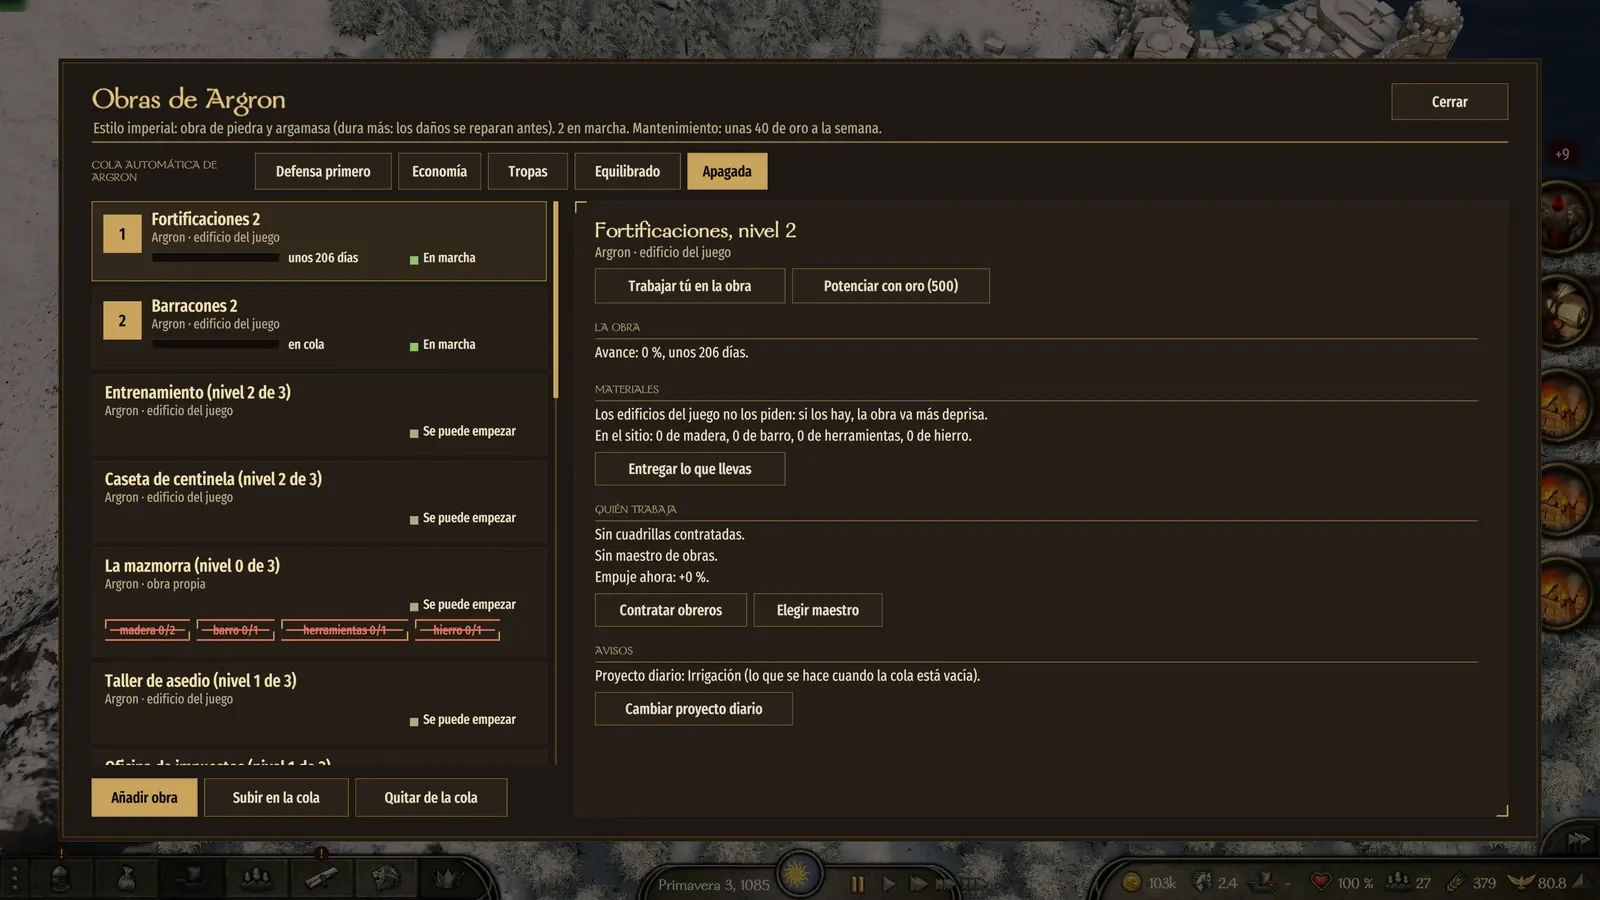 Obras de Argron
Cerrar
Estilo imperial: obra de piedra y argamasa (dura más: los daños se reparan antes). 2 en marcha. Mantenimiento: unas 40 de oro a la semana.
COLA AUTOMÁTICA DE
ARGRON
Defensa primero
Economía
Tropas
Equilibrado
Apagada
+9
1
Fortificaciones 2
Argron · edificio del juego
unos 206 días
En marcha
2
Barracones 2
Argron · edificio del juego
en cola
En marcha
Entrenamiento (nivel 2 de 3)
Argron · edificio del juego
Se puede empezar
Caseta de centinela (nivel 2 de 3)
Argron · edificio del juego
Se puede empezar
La mazmorra (nivel 0 de 3)
Argron · obra propia
Se puede empezar
madera 0/2
barro 0/1
herramientas 0/1
hierro 0/1
Taller de asedio (nivel 1 de 3)
Argron · edificio del juego
Se puede empezar
Oficina de impuestos (nivel 1 de 3)
Añadir obra
Subir en la cola
Quitar de la cola
Fortificaciones, nivel 2
Argron · edificio del juego
Trabajar tú en la obra
Potenciar con oro (500)
LA OBRA
Avance: 0 %, unos 206 días.
MATERIALES
Los edificios del juego no los piden: si los hay, la obra va más deprisa.
En el sitio: 0 de madera, 0 de barro, 0 de herramientas, 0 de hierro.
Entregar lo que llevas
QUIÉN TRABAJA
Sin cuadrillas contratadas.
Sin maestro de obras.
Empuje ahora: +0 %.
Contratar obreros
Elegir maestro
AVISOS
Proyecto diario: Irrigación (lo que se hace cuando la cola está vacía).
Cambiar proyecto diario
Primavera 3, 1085
103k
2.4
-
100 %
27
379
80.8